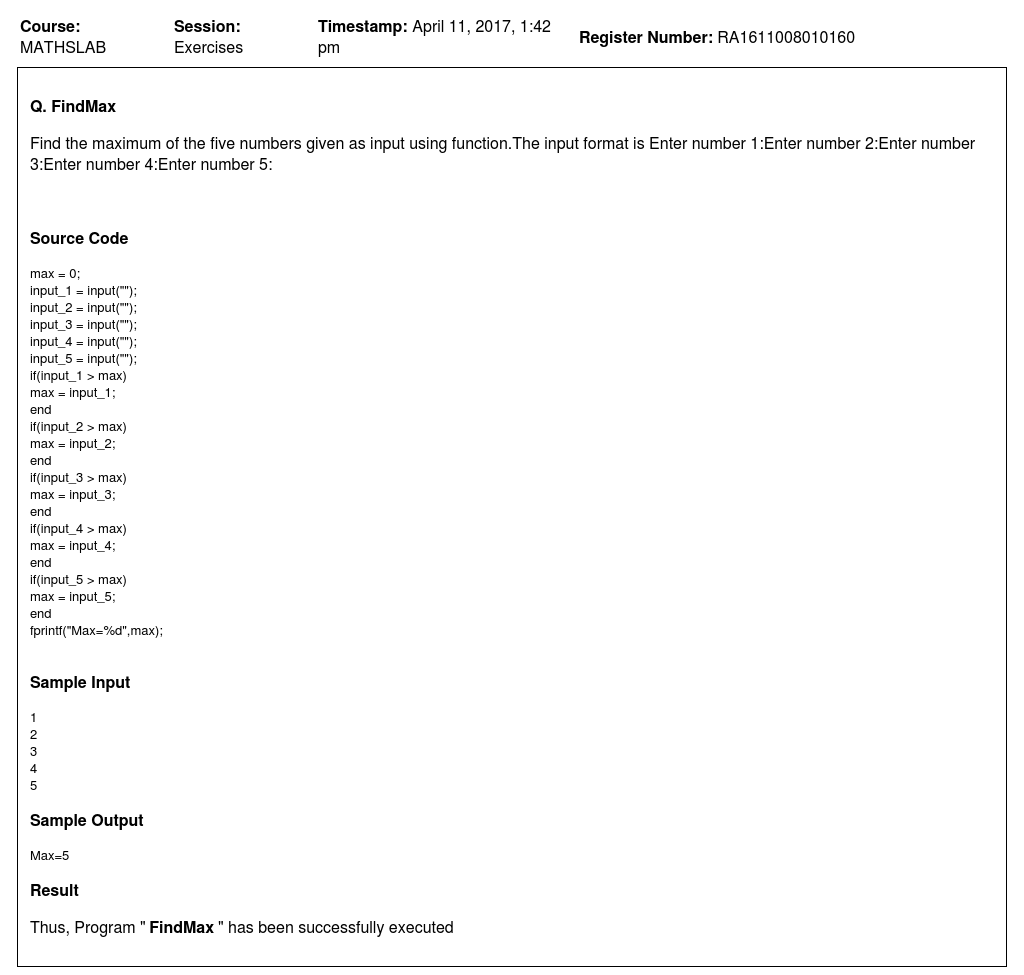 Course: MATHSLAB
Session: Exercises
Timestamp: April 11, 2017, 1:42 pm
Register Number: RA1611008010160
Q. FindMax
Find the maximum of the five numbers given as input using function.The input format is Enter number 1:Enter number 2:Enter number
3:Enter number 4:Enter number 5:
Source Code
max = 0;
input_1 = input("");
input_2 = input("");
input_3 = input("");
input_4 = input("");
input_5 = input("");
if(input_1 > max)
max = input_1;
end
if(input_2 > max)
max = input_2;
end
if(input_3 > max)
max = input_3;
end
if(input_4 > max)
max = input_4;
end
if(input_5 > max)
max = input_5;
end
fprintf("Max=%d",max);
Sample Input
1
2
3
4
5
Sample Output
Max=5
Result
Thus, Program " FindMax " has been successfully executed